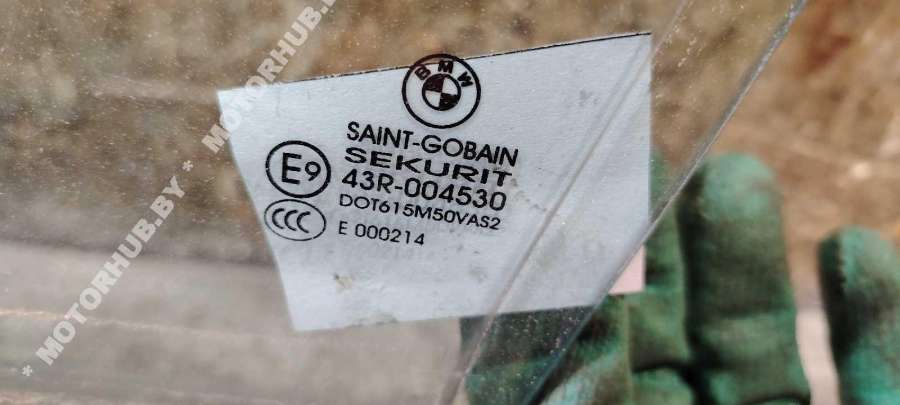 BMW
SAINT-GOBAIN
SEKURIT
E9
43R-004530
CCC
DOT615M50VAS2
E 000214
* MOTORHUB.BY * MOTORHUB.BY